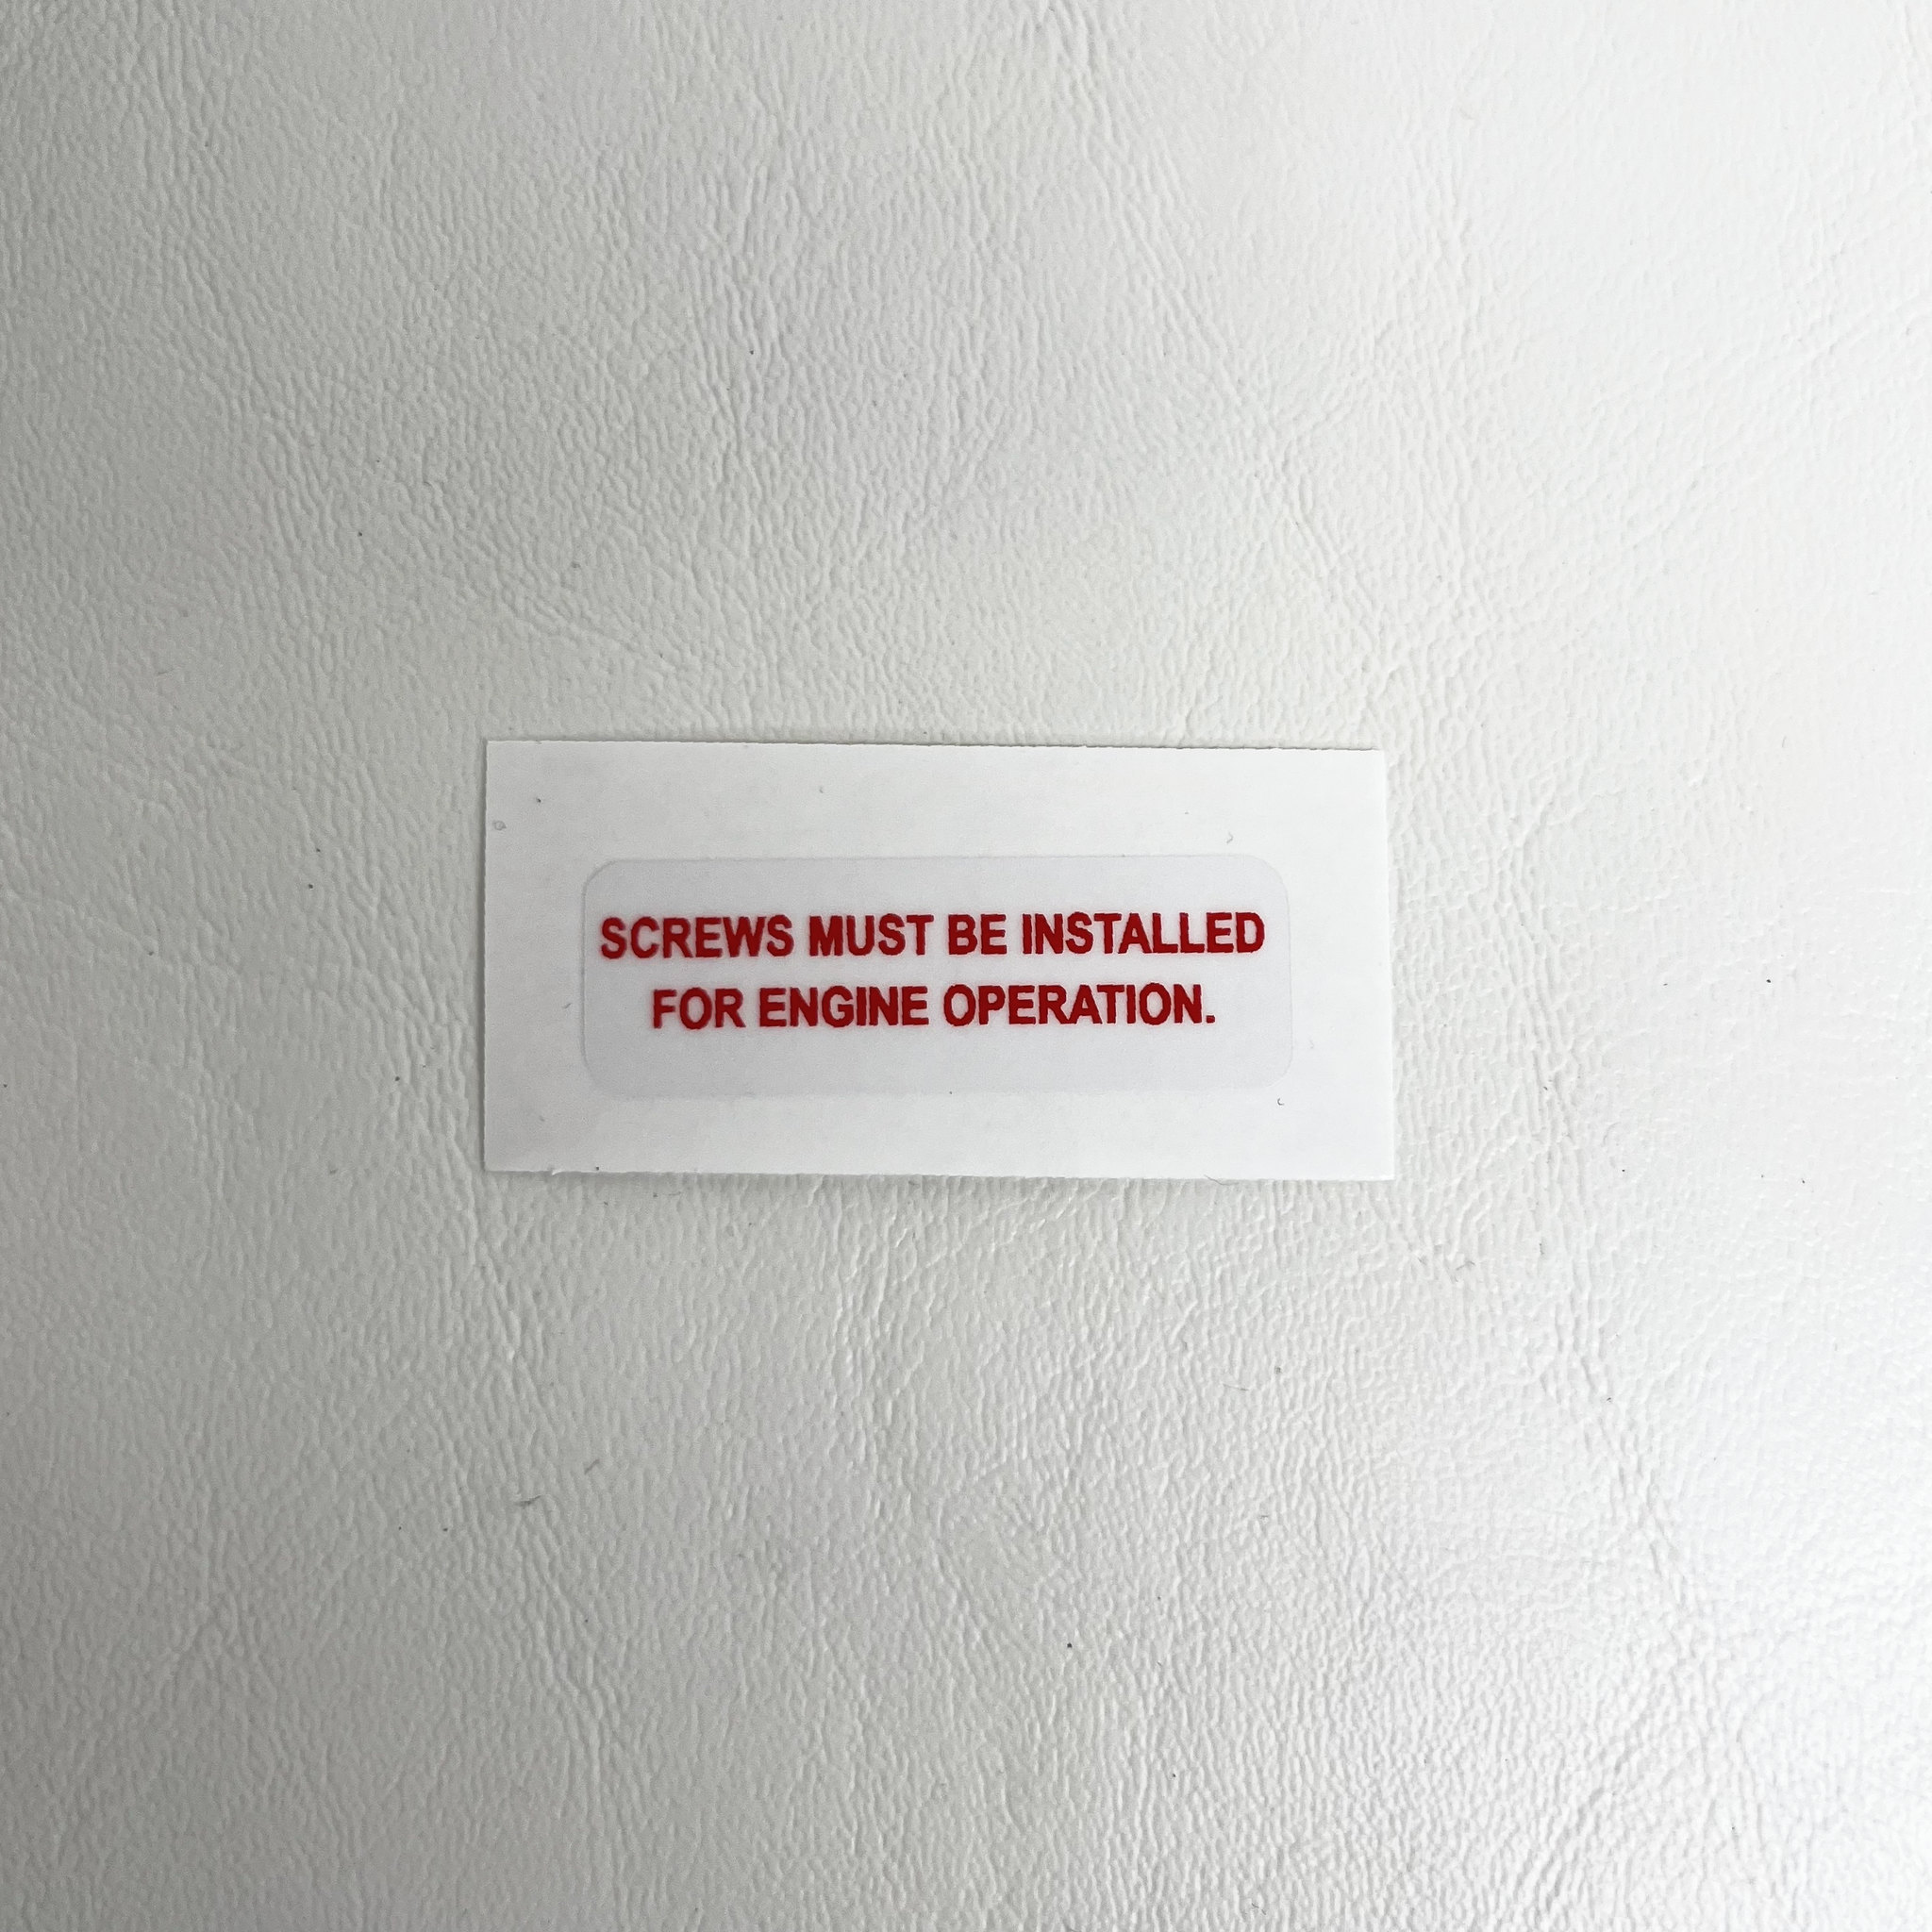 SCREWS MUST BE INSTALLED
FOR ENGINE OPERATION.